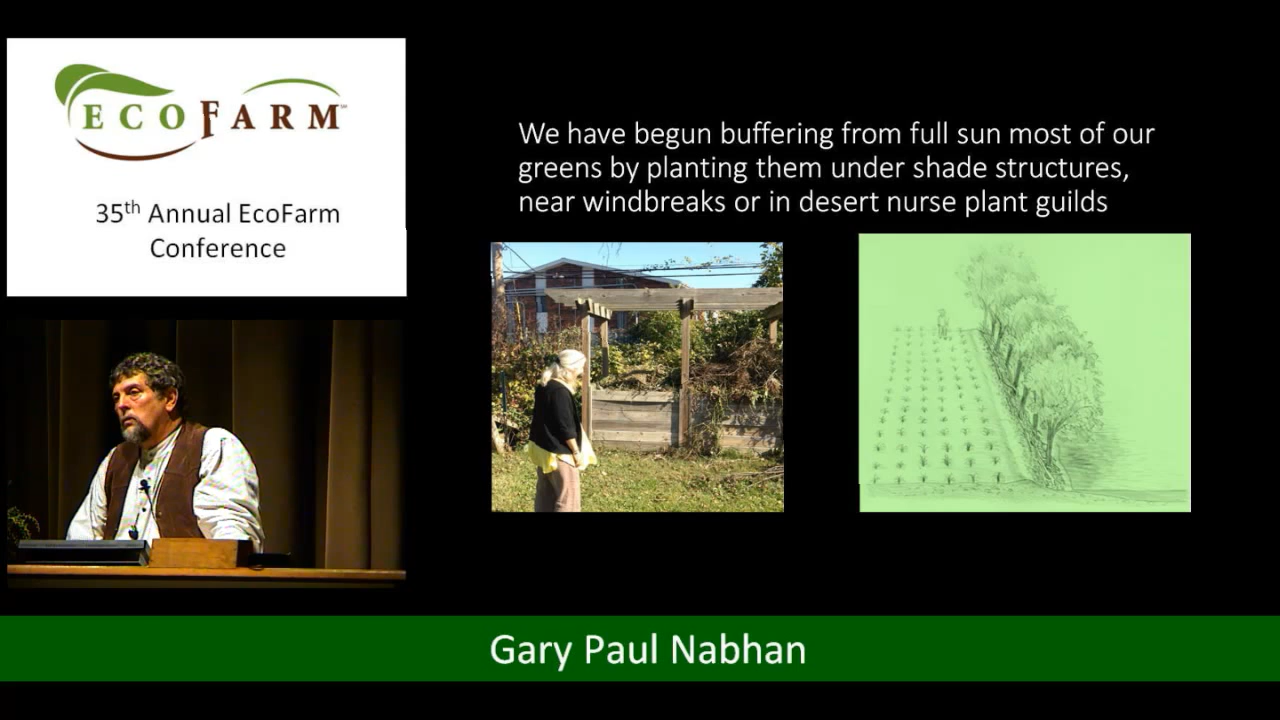 ECOFARM℠
35th Annual EcoFarm
Conference
We have begun buffering from full sun most of our
greens by planting them under shade structures,
near windbreaks or in desert nurse plant guilds
Gary Paul Nabhan